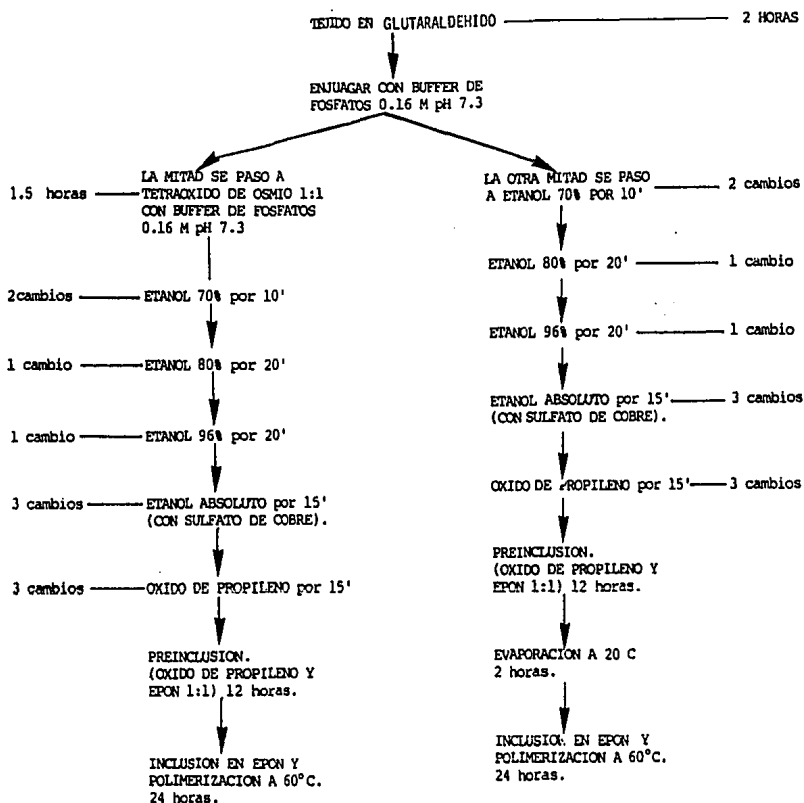 TEJIDO EN GLUTARALDEHIDO 2 HORAS
ENJUAGAR CON BUFFER DE
FOSFATOS 0.16 M pH 7.3
1.5 horas
LA MITAD SE PASO A
TETRAOXIDO DE OSMIO 1:1
CON BUFFER DE FOSFATOS
0.16 M pH 7.3
2cambios ETANOL 70% por 10'
1 cambio ETANOL 80% por 20'
1 cambio ETANOL 96% por 20'
3 cambios ETANOL ABSOLUTO por 15'
(CON SULFATO DE COBRE).
3 cambios OXIDO DE PROPILENO por 15'
PREINCLUSION.
(OXIDO DE PROPILENO Y
EPON 1:1) 12 horas.
INCLUSION EN EPON Y
POLIMERIZACION A 60°C.
24 horas.
LA OTRA MITAD SE PASO
A ETANOL 70% POR 10' 2 cambios
ETANOL 80% por 20' 1 cambio
ETANOL 96% por 20' 1 cambio
ETANOL ABSOLUTO por 15' 3 cambios
(CON SULFATO DE COBRE).
OXIDO DE PROPILENO por 15' 3 cambios
PREINCLUSION.
(OXIDO DE PROPILENO Y
EPON 1:1) 12 horas.
EVAPORACION A 20 C
2 horas.
INCLUSION EN EPON Y
POLIMERIZACION A 60°C.
24 horas.